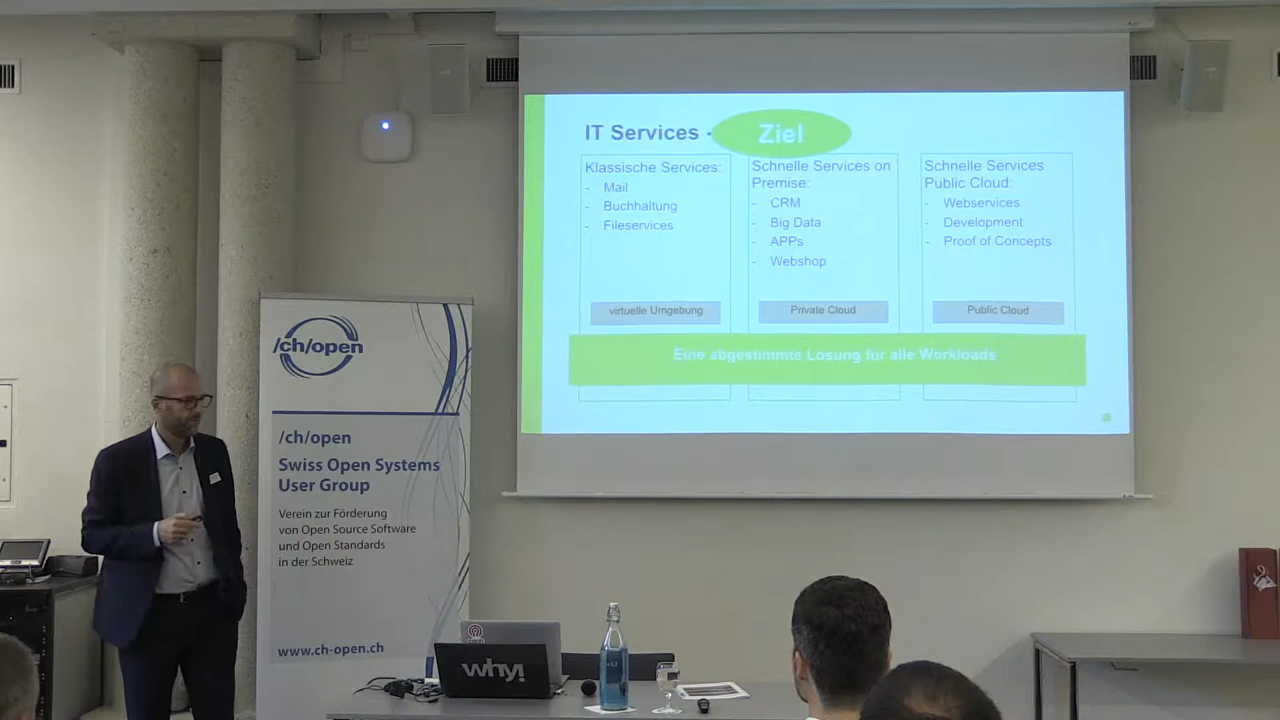 IT Services -
Ziel
Klassische Services:
- Mail
- Buchhaltung
- Fileservices
virtuelle Umgebung
Schnelle Services on
Premise:
- CRM
- Big Data
- APPs
- Webshop
Private Cloud
Schnelle Services
Public Cloud:
- Webservices
- Development
- Proof of Concepts
Public Cloud
Eine abgestimmte Lösung für alle Workloads
/ch/open
/ch/open
Swiss Open Systems
User Group
Verein zur Förderung
von Open Source Software
und Open Standards
in der Schweiz
www.ch-open.ch
why!